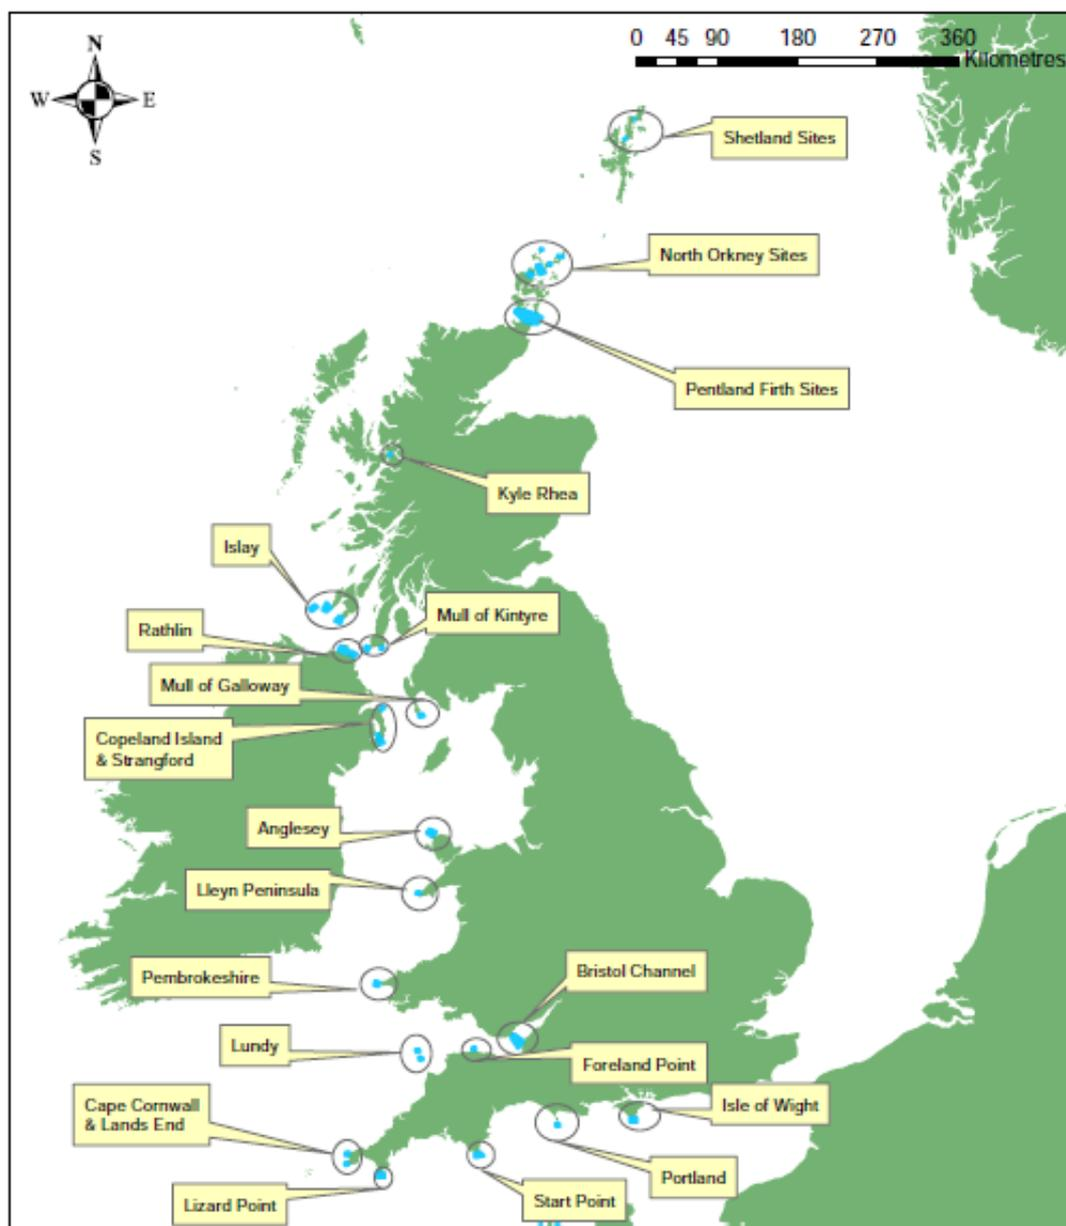 N
W E
S
0 45 90 180 270 360
Kilometres
Shetland Sites
North Orkney Sites
Pentland Firth Sites
Kyle Rhea
Islay
Mull of Kintyre
Rathlin
Mull of Galloway
Copeland Island
& Strangford
Anglesey
Lleyn Peninsula
Pembrokeshire
Bristol Channel
Lundy
Foreland Point
Cape Cornwall
& Lands End
Isle of Wight
Portland
Lizard Point
Start Point